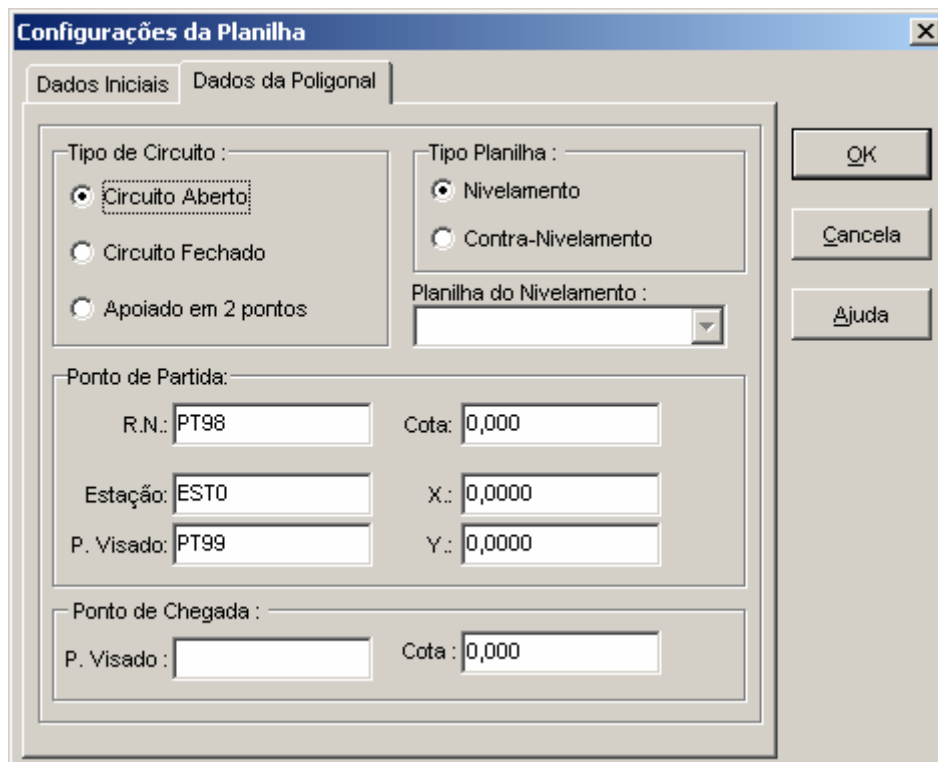 Configurações da Planilha
Dados Iniciais
Dados da Poligonal
Tipo de Circuito :
Circuito Aberto
Circuito Fechado
Apoiado em 2 pontos
Tipo Planilha :
Nivelamento
Contra-Nivelamento
Planilha do Nivelamento :
OK
Cancela
Ajuda
Ponto de Partida:
R.N.: PT98 Cota: 0,000
Estação: EST0 X.: 0,0000
P. Visado: PT99 Y.: 0,0000
Ponto de Chegada :
P. Visado : Cota : 0,000